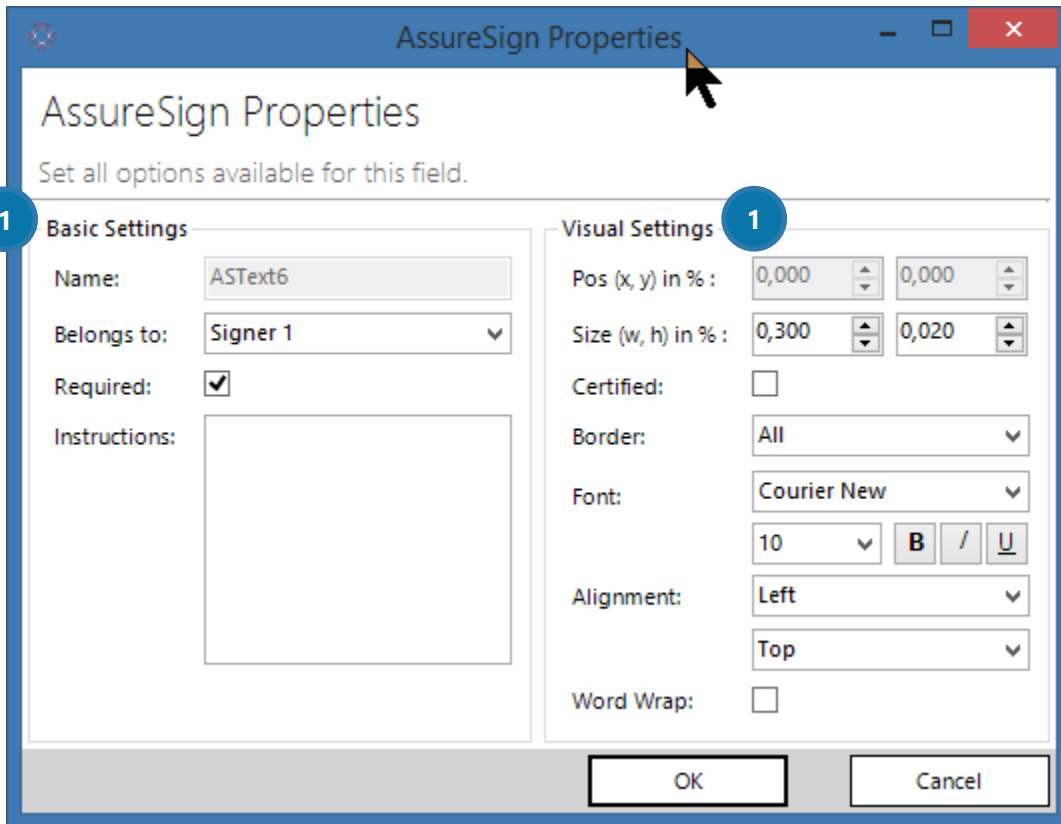 AssureSign Properties
AssureSign Properties
Set all options available for this field.
1 Basic Settings
Name: ASText6
Belongs to: Signer 1
Required:
Instructions:
Visual Settings 1
Pos (x, y) in % : 0,000 0,000
Size (w, h) in % : 0,300 0,020
Certified:
Border: All
Font: Courier New
10 B / U
Alignment: Left
Top
Word Wrap:
OK Cancel